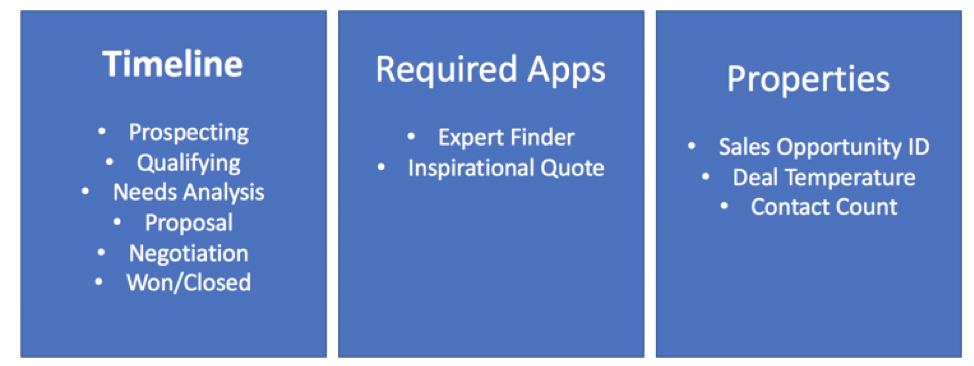 Timeline
• Prospecting
• Qualifying
• Needs Analysis
• Proposal
• Negotiation
• Won/Closed
Required Apps
• Expert Finder
• Inspirational Quote
Properties
• Sales Opportunity ID
• Deal Temperature
• Contact Count